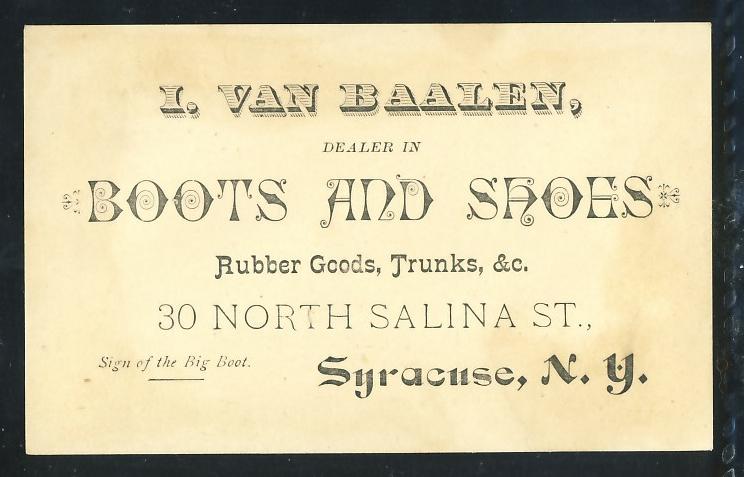 I. VAN BAALEN,
DEALER IN
BOOTS AND SHOES
Rubber Goods, Trunks, &c.
30 NORTH SALINA ST.,
Sign of the Big Boot.
Syracuse, N. Y.